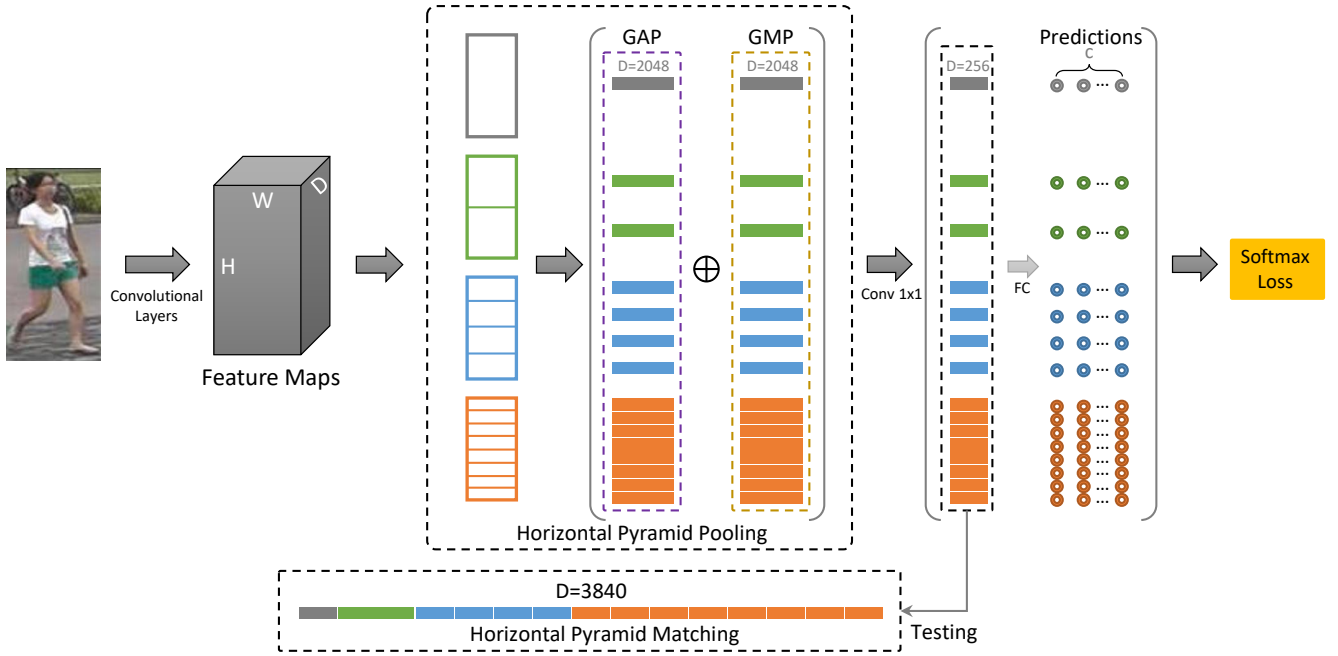 GAP
GMP
Predictions
D=2048
D=2048
D=256
C
W
D
H
Convolutional
Layers
Feature Maps
Conv 1x1
FC
Softmax
Loss
Horizontal Pyramid Pooling
D=3840
Horizontal Pyramid Matching
Testing